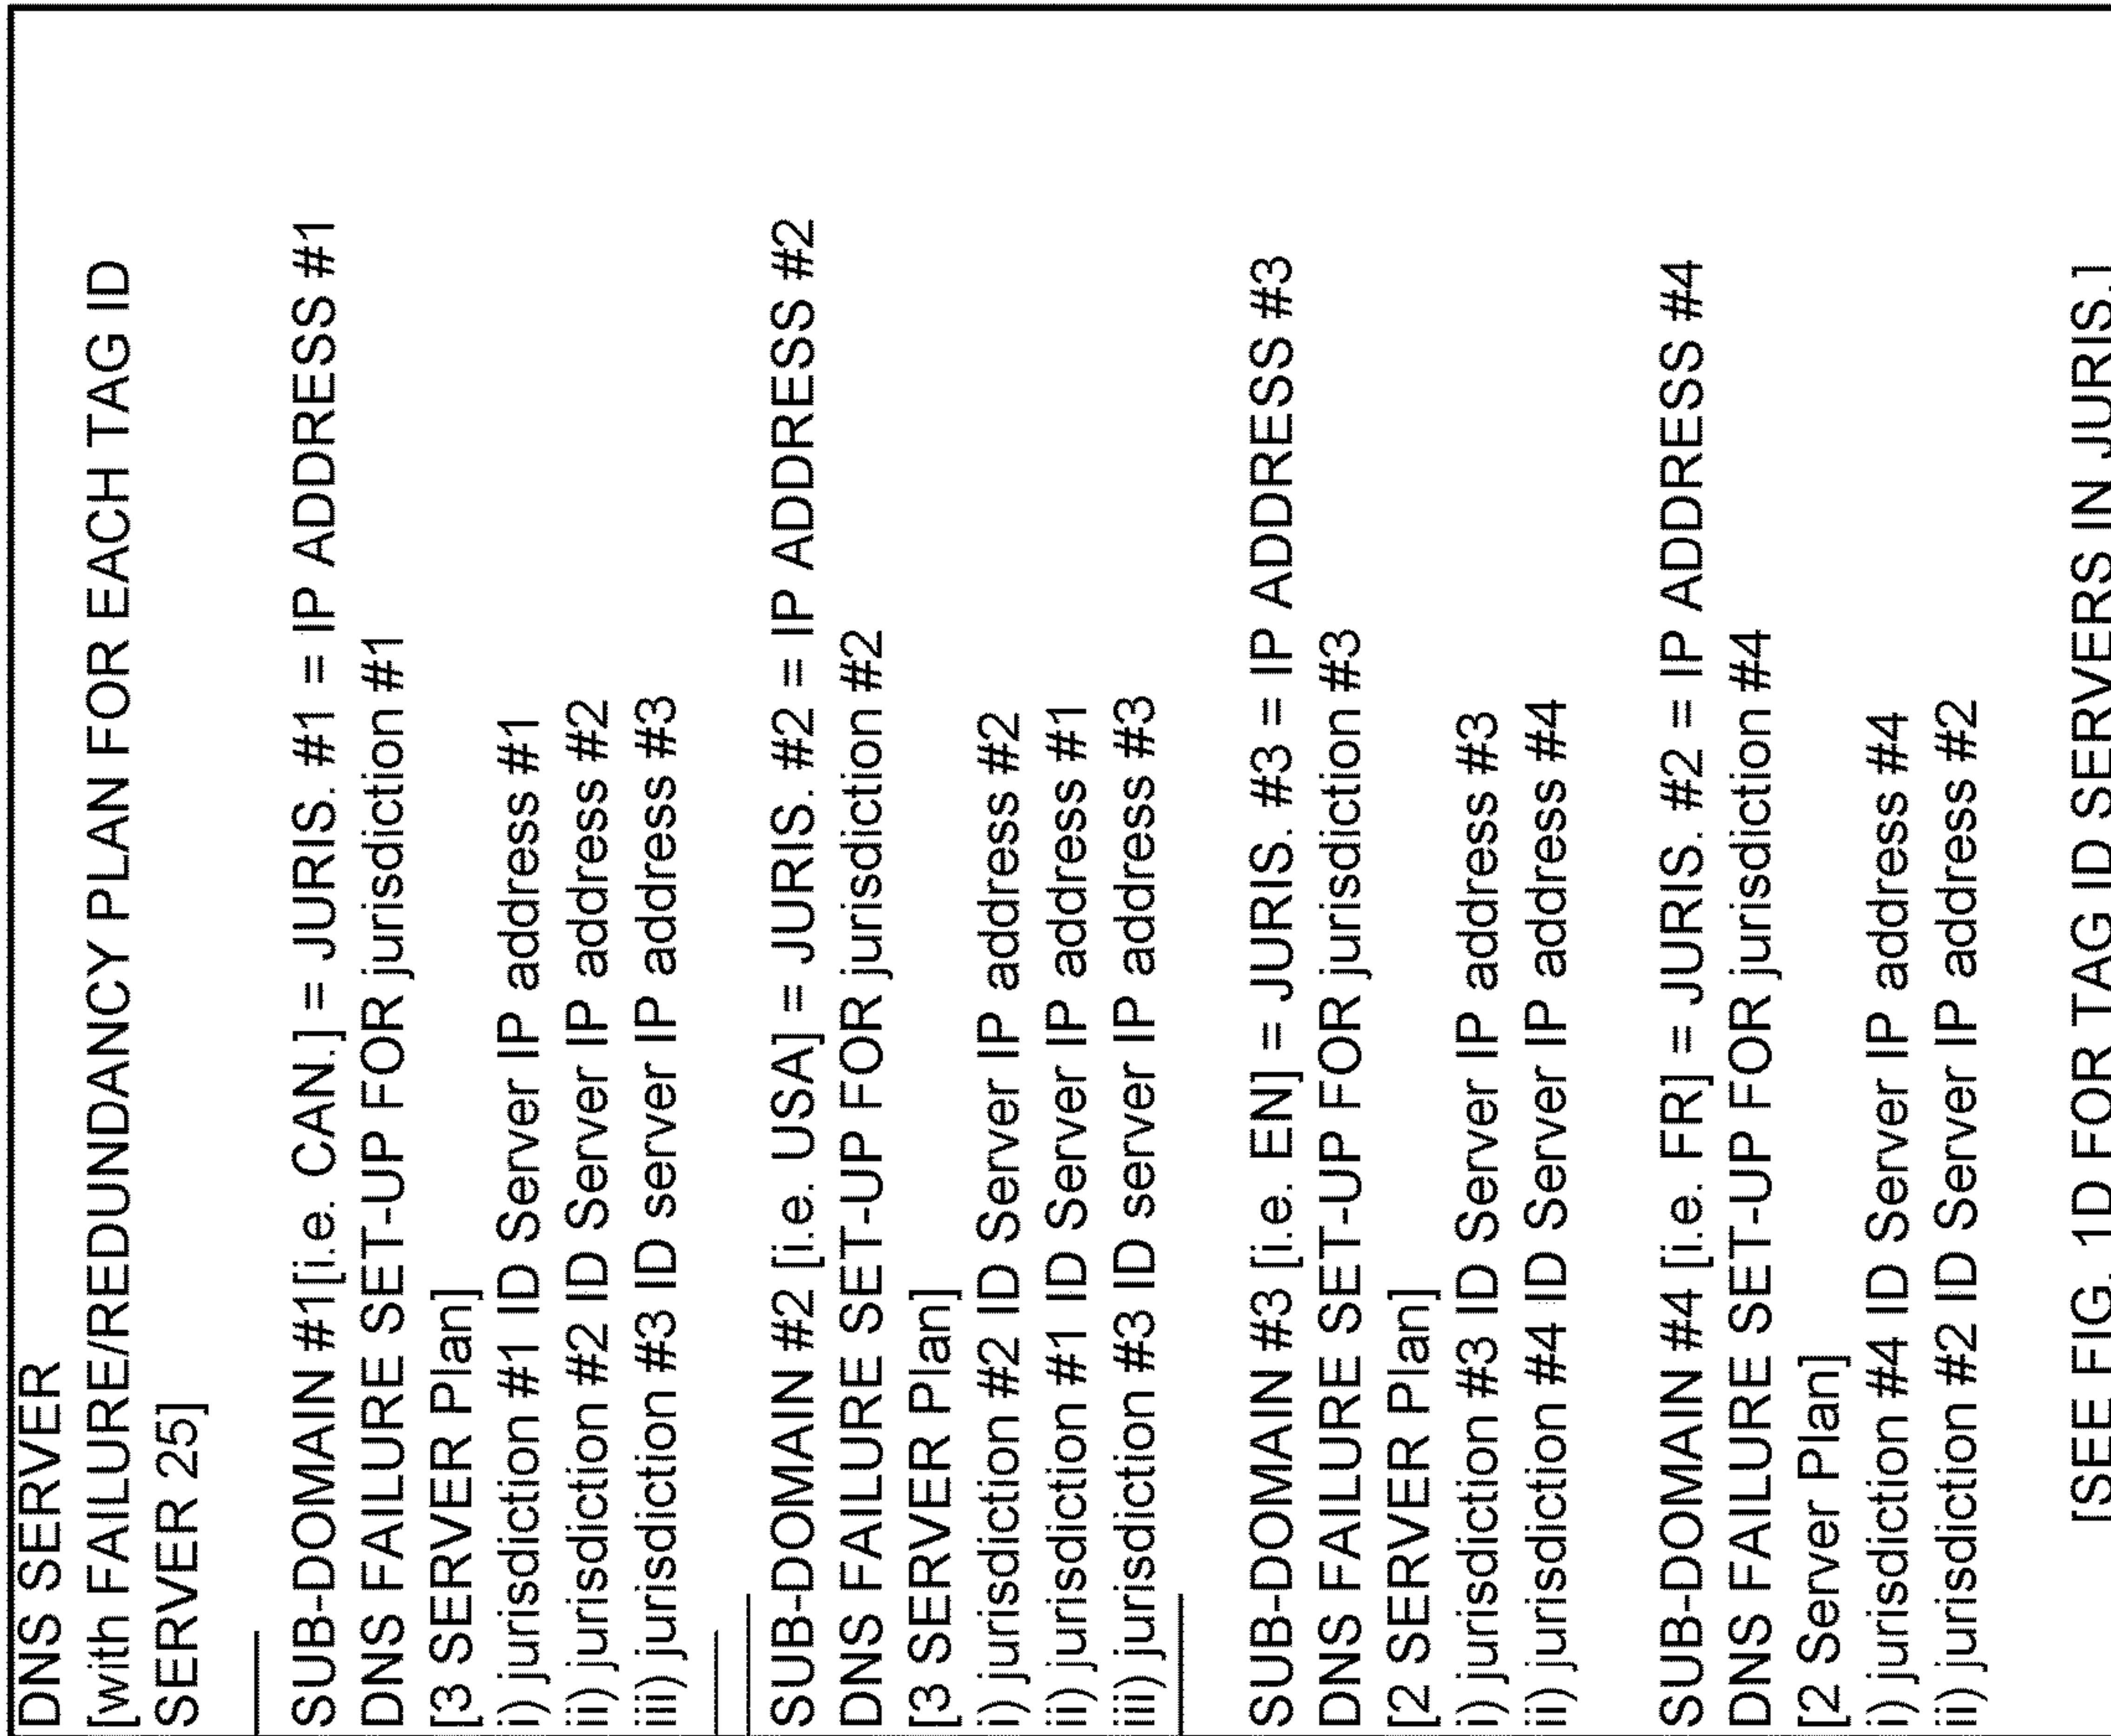 DNS SERVER
[with FAILURE/REDUNDANCY PLAN FOR EACH TAG ID
SERVER 25]
SUB-DOMAIN #1[i.e. CAN.] = JURIS. #1 = IP ADDRESS #1
DNS FAILURE SET-UP FOR jurisdiction #1
[3 SERVER Plan]
i) jurisdiction #1 ID Server IP address #1
ii) jurisdiction #2 ID Server IP address #2
iii) jurisdiction #3 ID server IP address #3
SUB-DOMAIN #2 [i.e. USA] = JURIS. #2 = IP ADDRESS #2
DNS FAILURE SET-UP FOR jurisdiction #2
[3 SERVER Plan]
i) jurisdiction #2 ID Server IP address #2
ii) jurisdiction #1 ID Server IP address #1
iii) jurisdiction #3 ID server IP address #3
SUB-DOMAIN #3 [i.e. EN] = JURIS. #3 = IP ADDRESS #3
DNS FAILURE SET-UP FOR jurisdiction #3
[2 SERVER Plan]
i) jurisdiction #3 ID Server IP address #3
ii) jurisdiction #4 ID Server IP address #4
SUB-DOMAIN #4 [i.e. FR] = JURIS. #2 = IP ADDRESS #4
DNS FAILURE SET-UP FOR jurisdiction #4
[2 Server Plan]
i) jurisdiction #4 ID Server IP address #4
ii) jurisdiction #2 ID Server IP address #2
[SEE FIG. 1D FOR TAG ID SERVERS IN JURIS.]